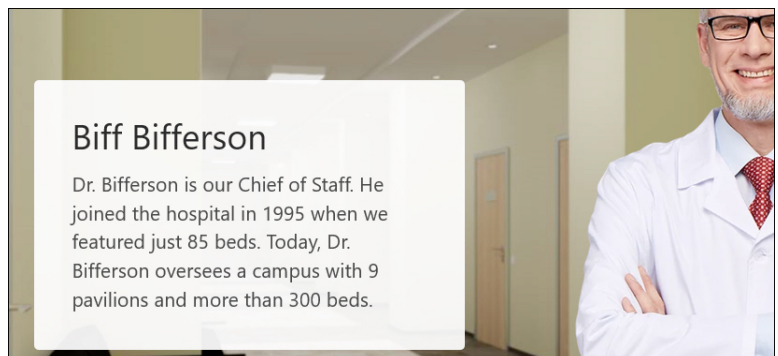 Biff Bifferson
Dr. Bifferson is our Chief of Staff. He
joined the hospital in 1995 when we
featured just 85 beds. Today, Dr.
Bifferson oversees a campus with 9
pavilions and more than 300 beds.